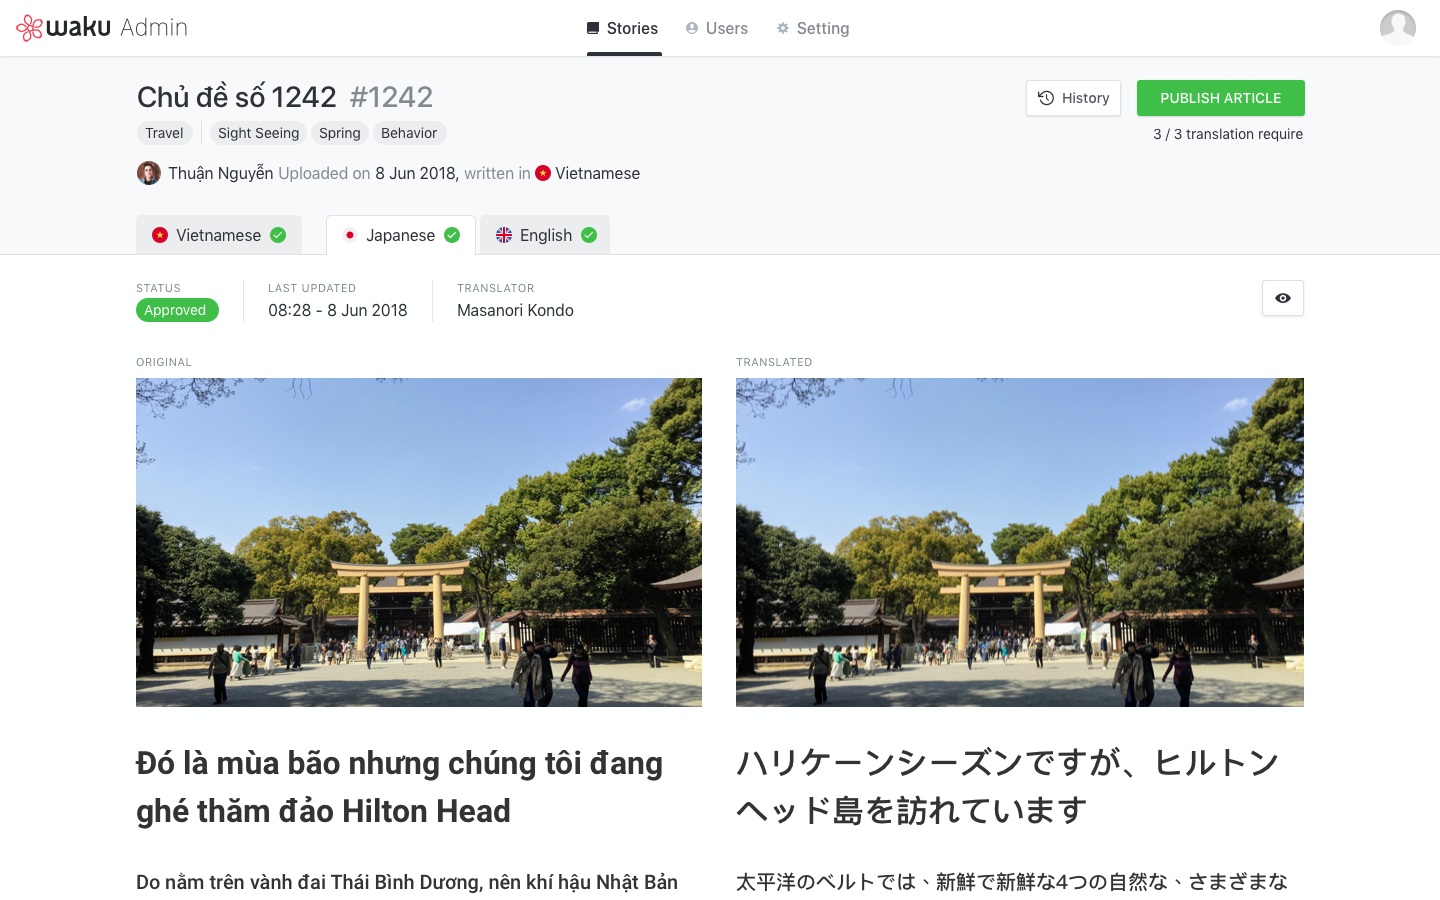 waku Admin
Stories
Users
Setting
Chủ đề số 1242 #1242
History
PUBLISH ARTICLE
Travel
Sight Seeing
Spring
Behavior
3 / 3 translation require
Thuận Nguyễn Uploaded on 8 Jun 2018, written in Vietnamese
Vietnamese
Japanese
English
STATUS
Approved
LAST UPDATED
08:28 - 8 Jun 2018
TRANSLATOR
Masanori Kondo
ORIGINAL
Đó là mùa bão nhưng chúng tôi đang
ghé thăm đảo Hilton Head
Do nằm trên vành đai Thái Bình Dương, nên khí hậu Nhật Bản
TRANSLATED
ハリケーンシーズンですが、ヒルトン
ヘッド島を訪れています
太平洋のベルトでは、新鮮で新鮮な4つの自然な、さまざまな